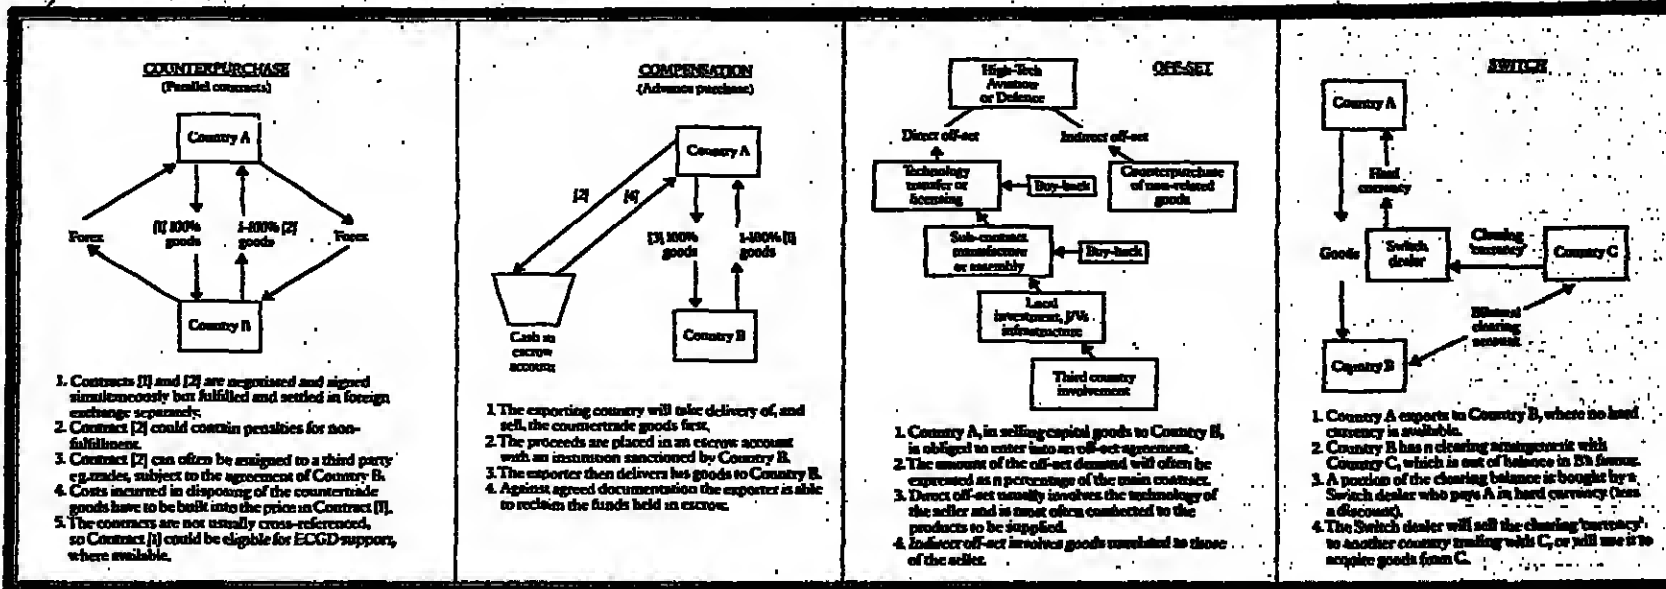 COUNTERPURCHASE
(Parallel contracts)
Country A
Forex
[1] 100%
goods
1-100% [2]
goods
Forex
Country B
1. Contracts [1] and [2] are negotiated and signed
simultaneously but fulfilled and settled in foreign
exchange separately.
2. Contract [2] could contain penalties for non-
fulfillment.
3. Contract [2] can often be assigned to a third party
eg.trader, subject to the agreement of Country B.
4. Costs incurred in disposing of the countertrade
goods have to be built into the price in Contract [1].
5. The contracts are not usually cross-referenced,
so Contract [1] could be eligible for ECGD support,
where available.
COMPENSATION
(Advance purchase)
Country A
[2]
[4]
[3] 100%
goods
1-100% [1]
goods
Cash in
escrow
account
Country B
1. The exporting country will take delivery of, and
sell, the countertrade goods first.
2. The proceeds are placed in an escrow account
with an institution sanctioned by Country B.
3. The exporter then delivers his goods to Country B.
4. Against agreed documentation the exporter is able
to reclaim the funds held in escrow.
OFF-SET
High-Tech
Aviation
or Defence
Direct off-set
Indirect off-set
Technology
transfer or
licensing
Buy-back
Counterpurchase
of non-related
goods
Sub-contract
manufacture
or assembly
Buy-back
Local
investment, J/Vs
infrastructure
Third country
involvement
1. Country A, in selling capital goods to Country B,
is obliged to enter into an off-set agreement.
2. The amount of the off-set demand will often be
expressed as a percentage of the main contract.
3. Direct off-set usually involves the technology of
the seller and is most often connected to the
products to be supplied.
4. Indirect off-set involves goods unrelated to those
of the seller.
SWITCH
Country A
Hard
currency
Goods
Switch
dealer
Clearing
'currency'
Country C
Bilateral
clearing
account
Country B
1. Country A exports to Country B, where no hard
currency is available.
2. Country B has a clearing arrangement with
Country C, which is out of balance in B's favour.
3. A portion of the clearing balance is bought by a
Switch dealer who pays A in hard currency (less
a discount).
4. The Switch dealer will sell the clearing 'currency'
to another country trading with C, or will use it to
acquire goods from C.